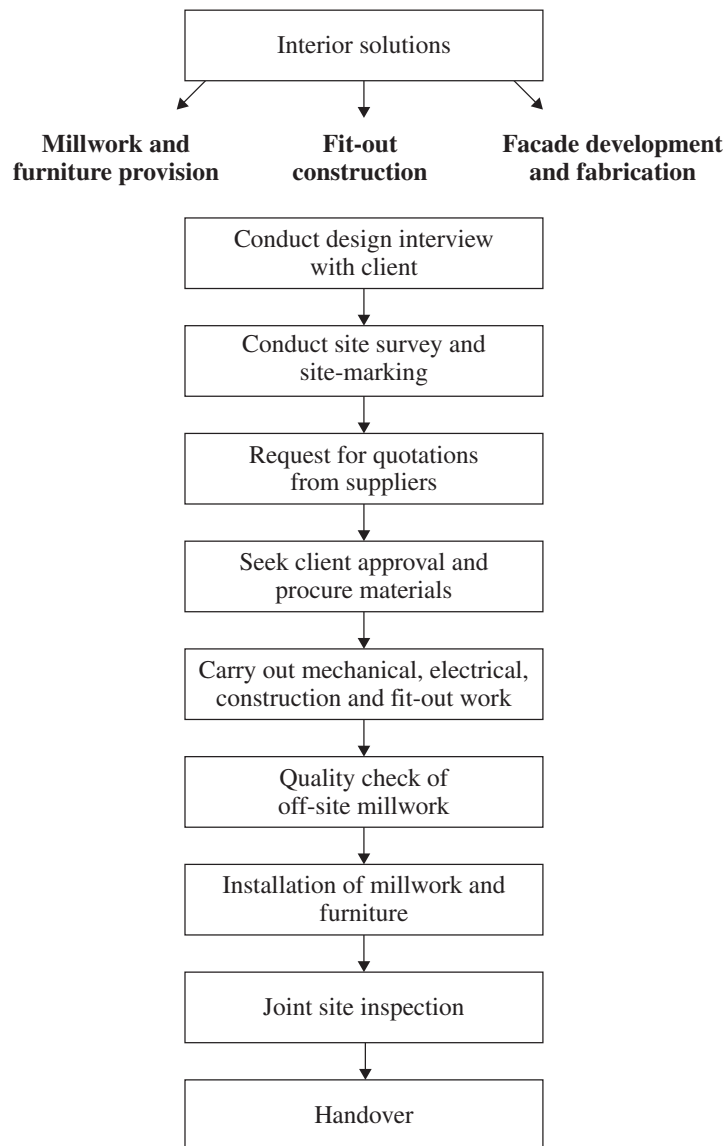 Interior solutions
Millwork and
furniture provision
Fit-out
construction
Facade development
and fabrication
Conduct design interview
with client
Conduct site survey and
site-marking
Request for quotations
from suppliers
Seek client approval and
procure materials
Carry out mechanical, electrical,
construction and fit-out work
Quality check of
off-site millwork
Installation of millwork and
furniture
Joint site inspection
Handover